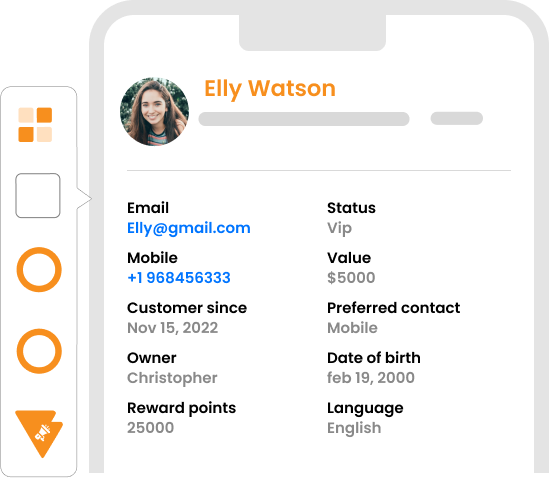 Elly Watson
Email
Elly@gmail.com
Status
Vip
Mobile
+1 968456333
Value
$5000
Customer since
Nov 15, 2022
Preferred contact
Mobile
Owner
Christopher
Date of birth
feb 19, 2000
Reward points
25000
Language
English